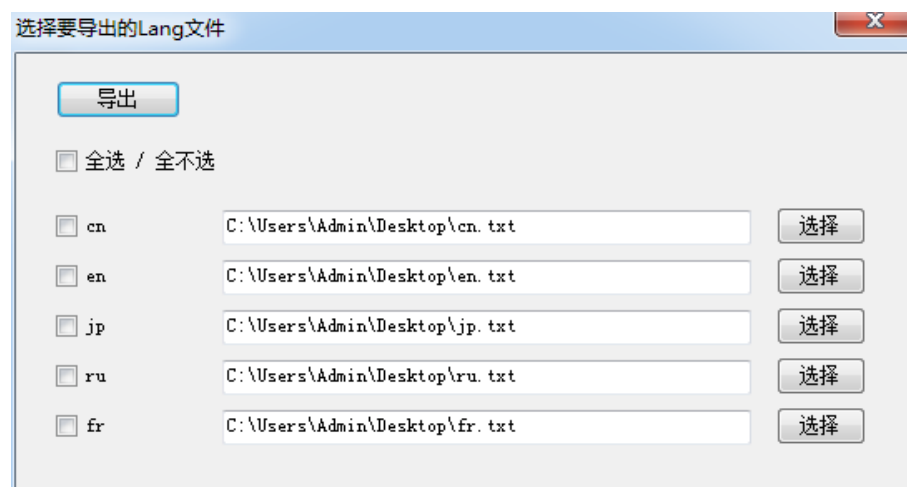 选择要导出的Lang文件
导出
全选 / 全不选
cn C:\Users\Admin\Desktop\cn.txt 选择
en C:\Users\Admin\Desktop\en.txt 选择
jp C:\Users\Admin\Desktop\jp.txt 选择
ru C:\Users\Admin\Desktop\ru.txt 选择
fr C:\Users\Admin\Desktop\fr.txt 选择